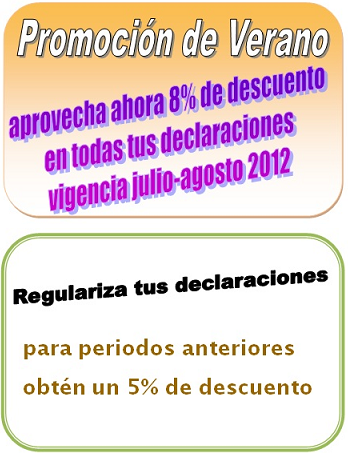 Promoción de Verano
aprovecha ahora 8% de descuento
en todas tus declaraciones
vigencia julio-agosto 2012
Regulariza tus declaraciones
para periodos anteriores
obtén un 5% de descuento